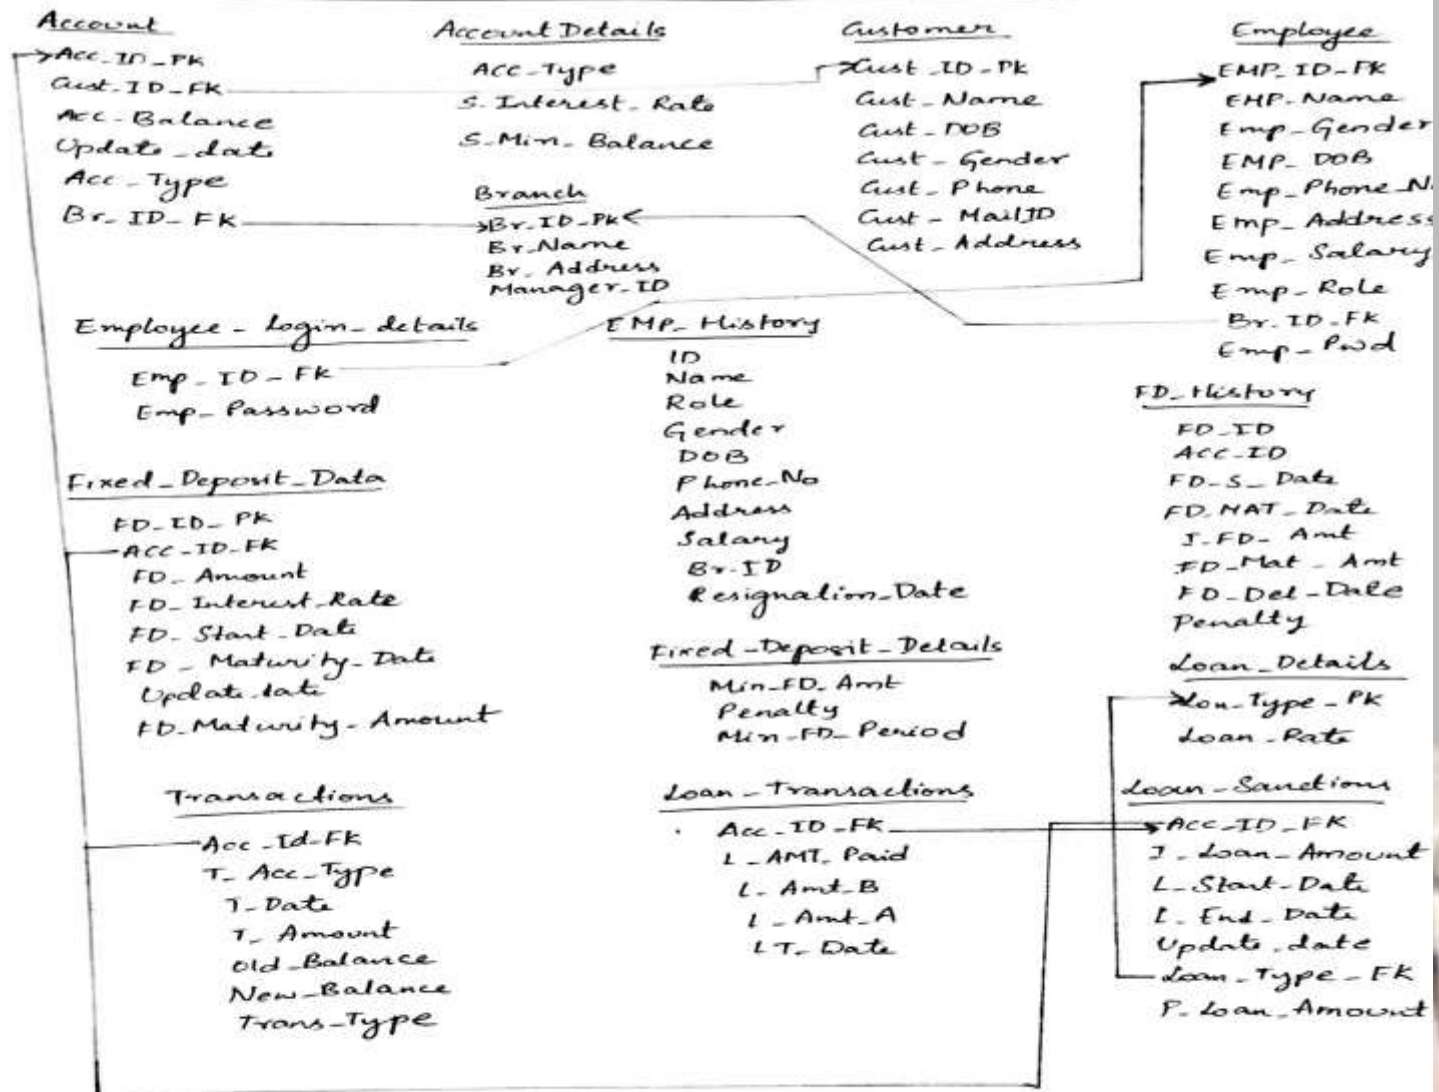 Account
Acc_ID_PK
Cust_ID_FK
Acc_Balance
Update_date
Acc_Type
Br_ID_FK
Account Details
Acc_Type
S_Interest_Rate
S_Min_Balance
Branch
Br_ID_PK
Br_Name
Br_Address
Manager_ID
Customer
Cust_ID_PK
Cust_Name
Cust_DOB
Cust_Gender
Cust_Phone
Cust_MailID
Cust_Address
Employee
EMP_ID_PK
EMP_Name
Emp_Gender
EMP_DOB
Emp_Phone_N
Emp_Address
Emp_Salary
Emp_Role
Br_ID_FK
Emp_Pwd
Employee_Login_details
Emp_ID_FK
Emp_Password
EMP_History
ID
Name
Role
Gender
DOB
Phone_No
Address
Salary
Br_ID
Resignation_Date
FD_History
FD_ID
Acc_ID
FD_S_Date
FD_MAT_Date
I_FD_Amt
FD_Mat_Amt
FD_Del_Date
Penalty
Fixed_Deposit_Data
FD_ID_PK
Acc_ID_FK
FD_Amount
FD_Interest_Rate
FD_Start_Date
FD_Maturity_Date
Update_date
FD_Maturity_Amount
Fixed_Deposit_Details
Min_FD_Amt
Penalty
Min_FD_Period
Loan_Details
Lon_Type_PK
Loan_Rate
Transactions
Acc_Id_FK
T_Acc_Type
T_Date
T_Amount
Old_Balance
New_Balance
Trans_Type
Loan_Transactions
Acc_ID_FK
L_AMT_Paid
L_Amt_B
L_Amt_A
LT_Date
Loan_Sanctions
Acc_ID_FK
I_Loan_Amount
L_Start_Date
L_End_Date
Update_date
Loan_Type_FK
P_Loan_Amount